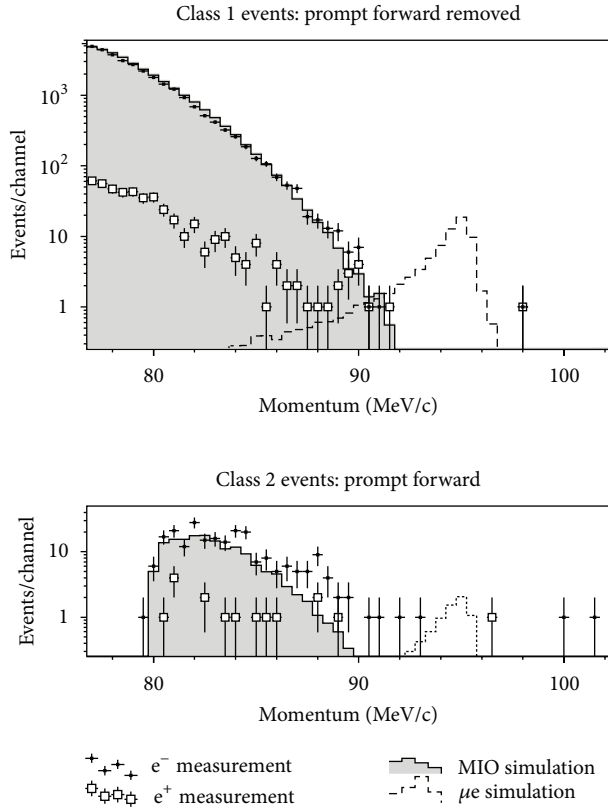 Class 1 events: prompt forward removed
Events/channel
10³
10²
10
1
80 90 100
Momentum (MeV/c)
Class 2 events: prompt forward
Events/channel
10
1
80 90 100
Momentum (MeV/c)
e⁻ measurement
e⁺ measurement
MIO simulation
μe simulation